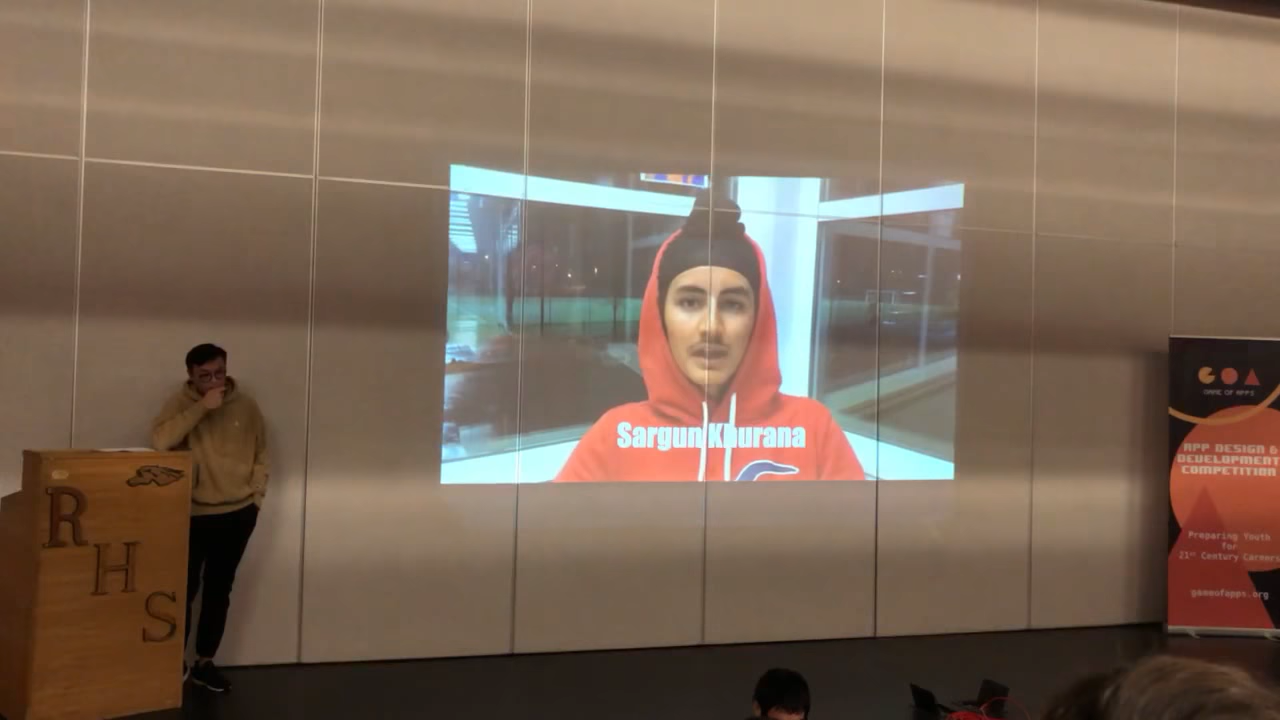 R
H
S
Sargun Khurana
GOA
GAME OF APPS
APP DESIGN &
DEVELOPMENT
COMPETITION
Preparing Youth
for
21st Century Careers
gameofapps.org